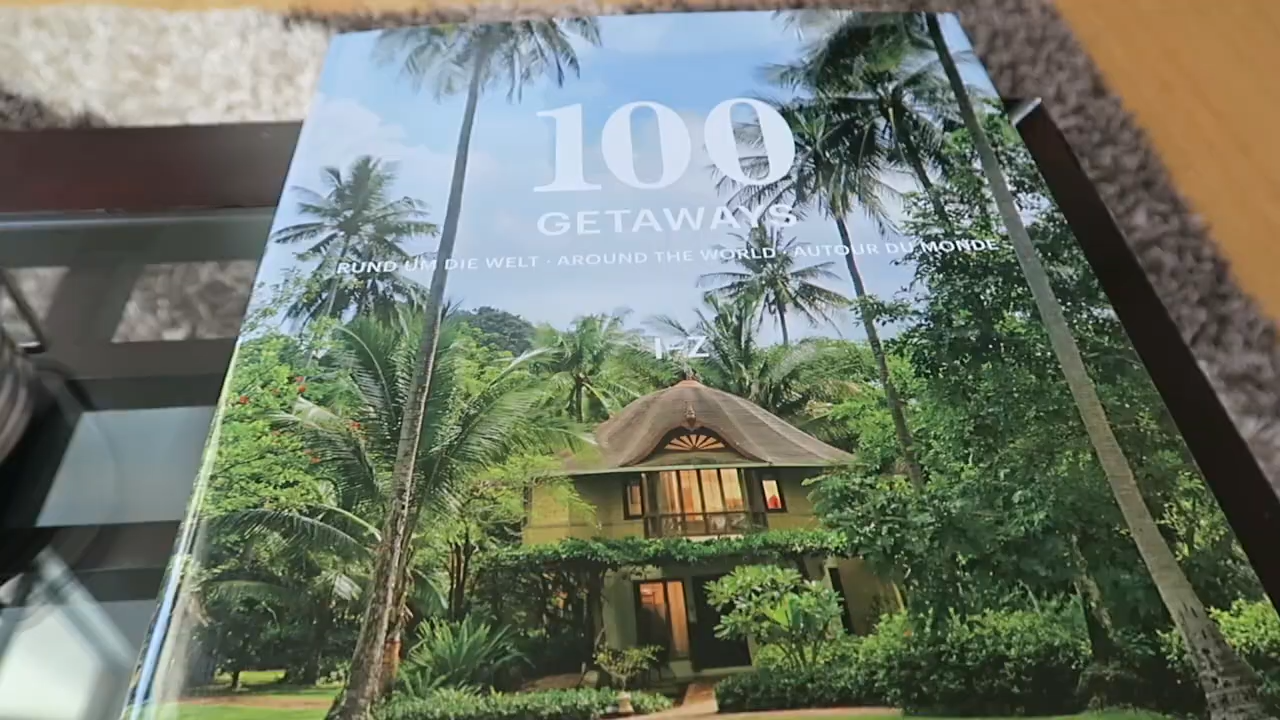 100
GETAWAYS
RUND UM DIE WELT · AROUND THE WORLD · AUTOUR DU MONDE
I–Z